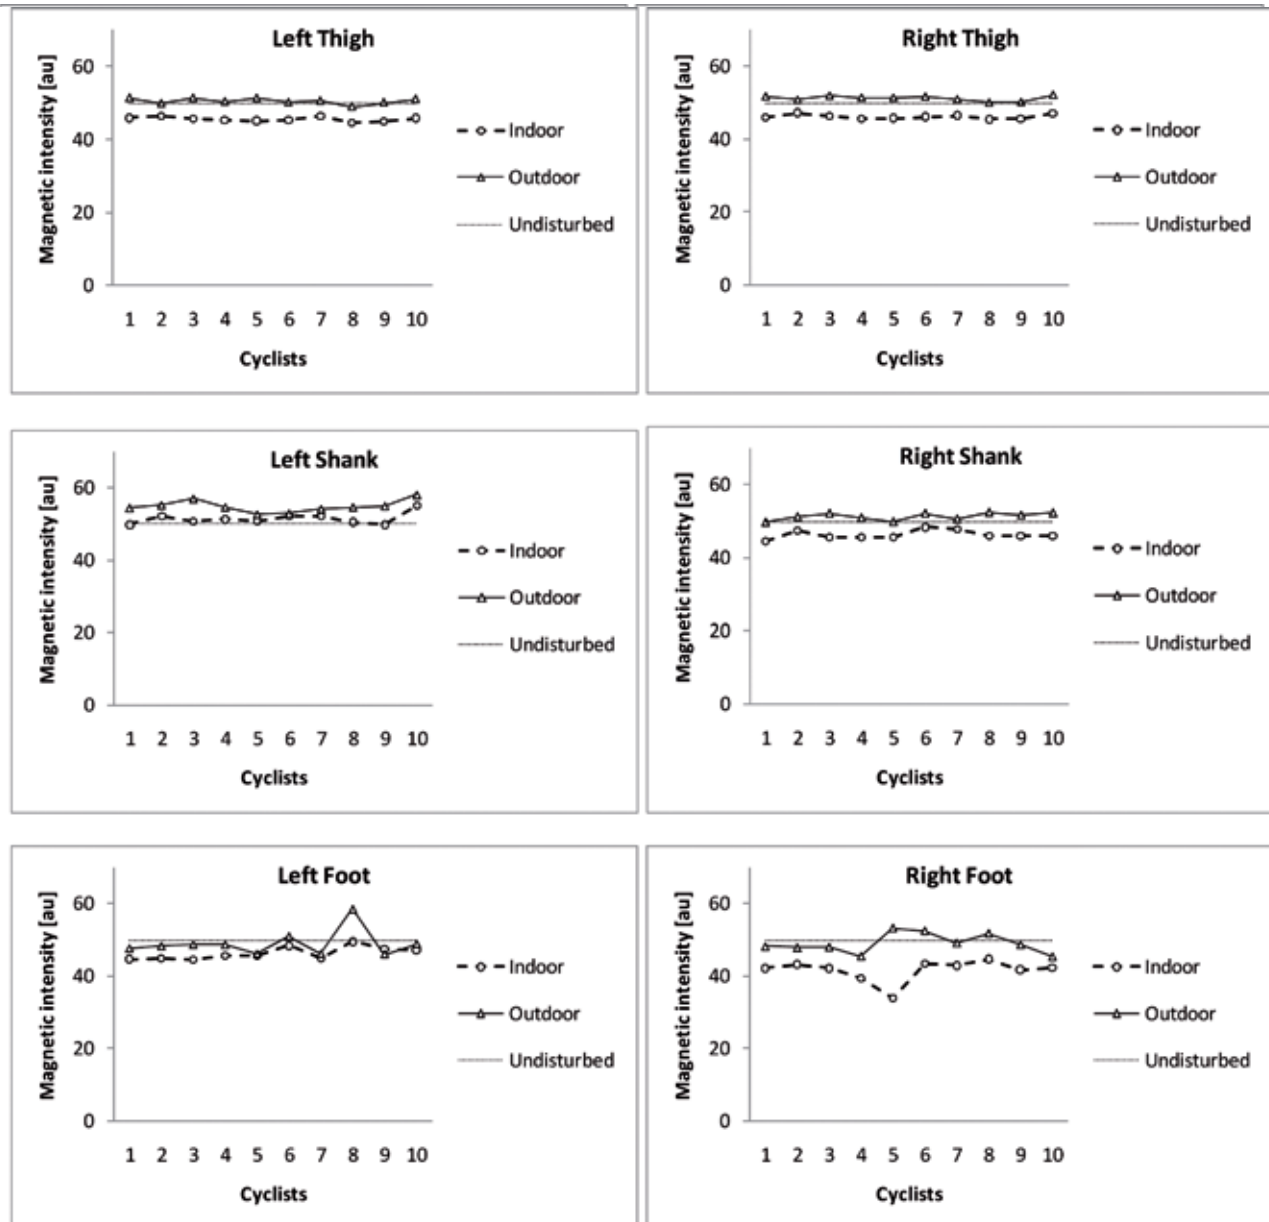 Left Thigh
Magnetic intensity [au]
60
40
20
0
1 2 3 4 5 6 7 8 9 10
Cyclists
Indoor
Outdoor
Undisturbed
Right Thigh
Magnetic intensity [au]
60
40
20
0
1 2 3 4 5 6 7 8 9 10
Cyclists
Indoor
Outdoor
Undisturbed
Left Shank
Magnetic intensity [au]
60
40
20
0
1 2 3 4 5 6 7 8 9 10
Cyclists
Indoor
Outdoor
Undisturbed
Right Shank
Magnetic intensity [au]
60
40
20
0
1 2 3 4 5 6 7 8 9 10
Cyclists
Indoor
Outdoor
Undisturbed
Left Foot
Magnetic intensity [au]
60
40
20
0
1 2 3 4 5 6 7 8 9 10
Cyclists
Indoor
Outdoor
Undisturbed
Right Foot
Magnetic intensity [au]
60
40
20
0
1 2 3 4 5 6 7 8 9 10
Cyclists
Indoor
Outdoor
Undisturbed